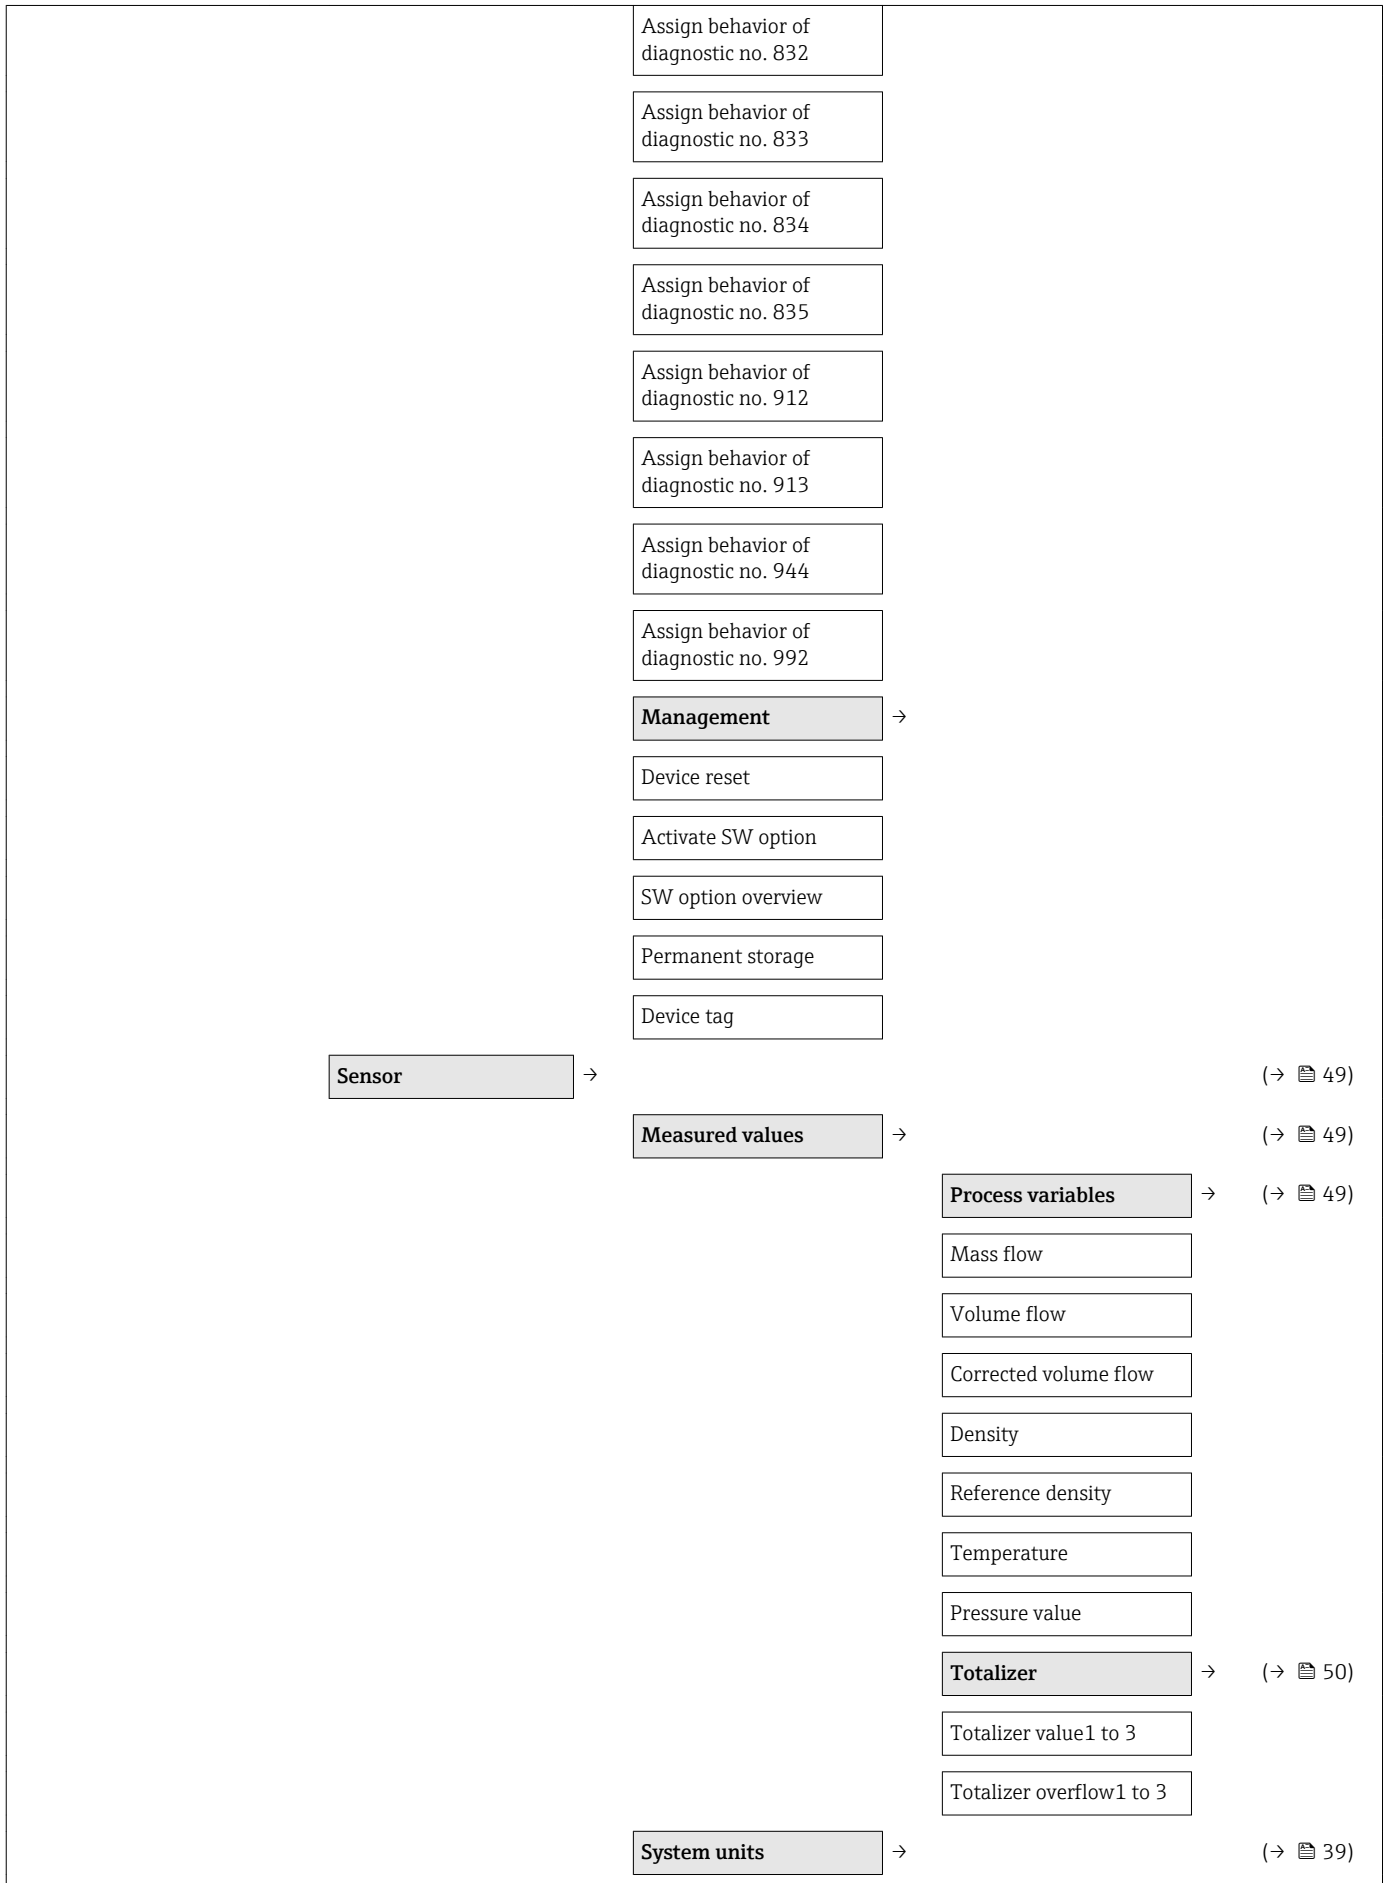 Assign behavior of
diagnostic no. 832
Assign behavior of
diagnostic no. 833
Assign behavior of
diagnostic no. 834
Assign behavior of
diagnostic no. 835
Assign behavior of
diagnostic no. 912
Assign behavior of
diagnostic no. 913
Assign behavior of
diagnostic no. 944
Assign behavior of
diagnostic no. 992
Management →
Device reset
Activate SW option
SW option overview
Permanent storage
Device tag
Sensor → (→ 🖺 49)
Measured values → (→ 🖺 49)
Process variables → (→ 🖺 49)
Mass flow
Volume flow
Corrected volume flow
Density
Reference density
Temperature
Pressure value
Totalizer → (→ 🖺 50)
Totalizer value1 to 3
Totalizer overflow1 to 3
System units → (→ 🖺 39)